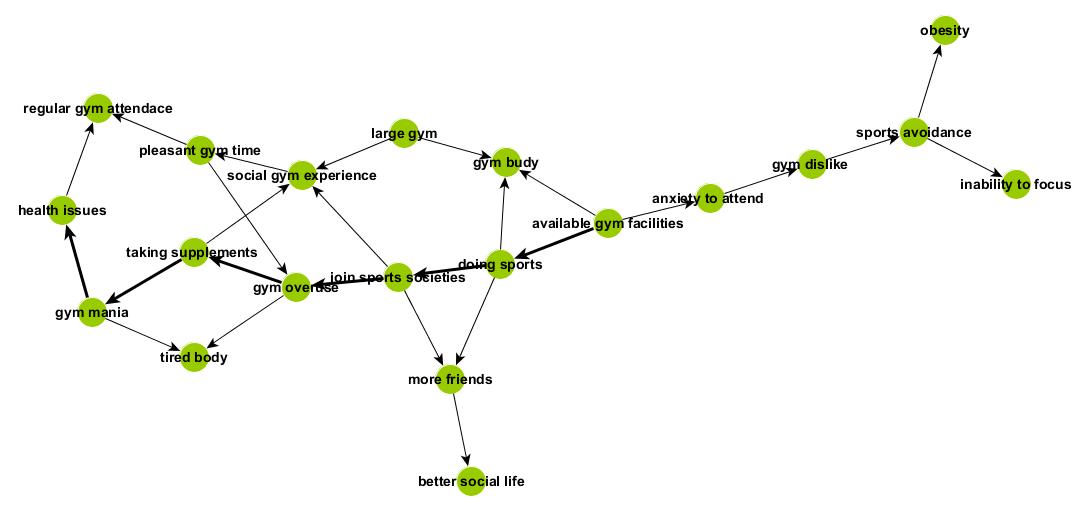 obesity
regular gym attendace
large gym
sports avoidance
pleasant gym time
gym budy
gym dislike
social gym experience
inability to focus
anxiety to attend
health issues
available gym facilities
taking supplements
doing sports
join sports societies
gym overuse
gym mania
tired body
more friends
better social life